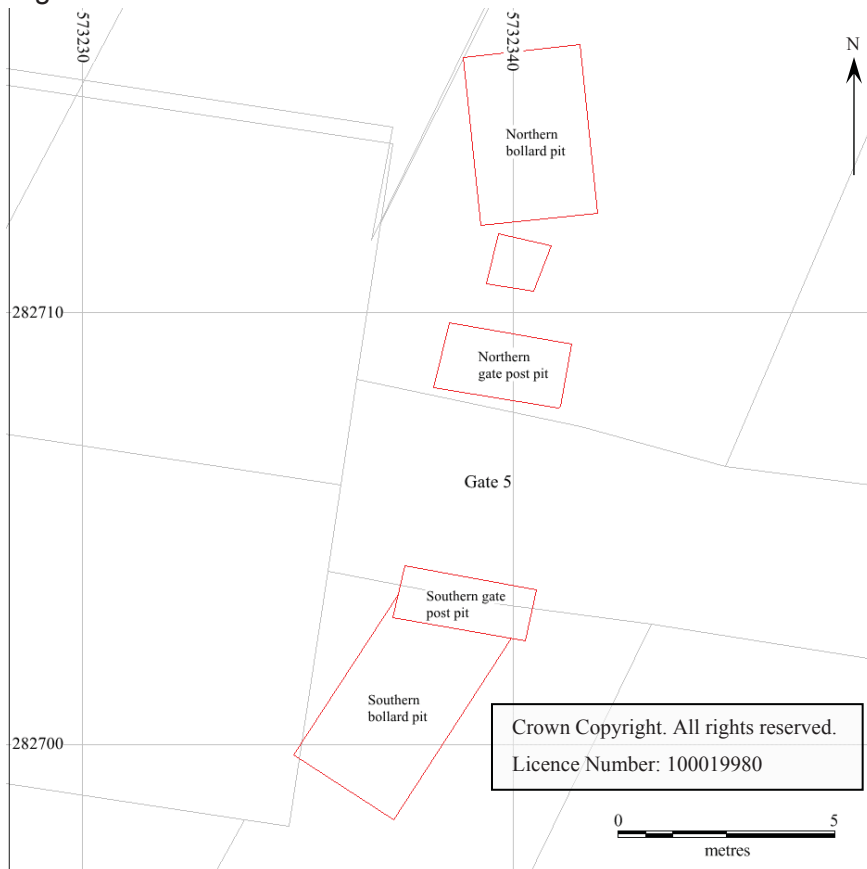 573230
5732340
N
Northern
bollard pit
282710
Northern
gate post pit
Gate 5
Southern gate
post pit
Southern
bollard pit
282700
Crown Copyright. All rights reserved.
Licence Number: 100019980
0 5
metres